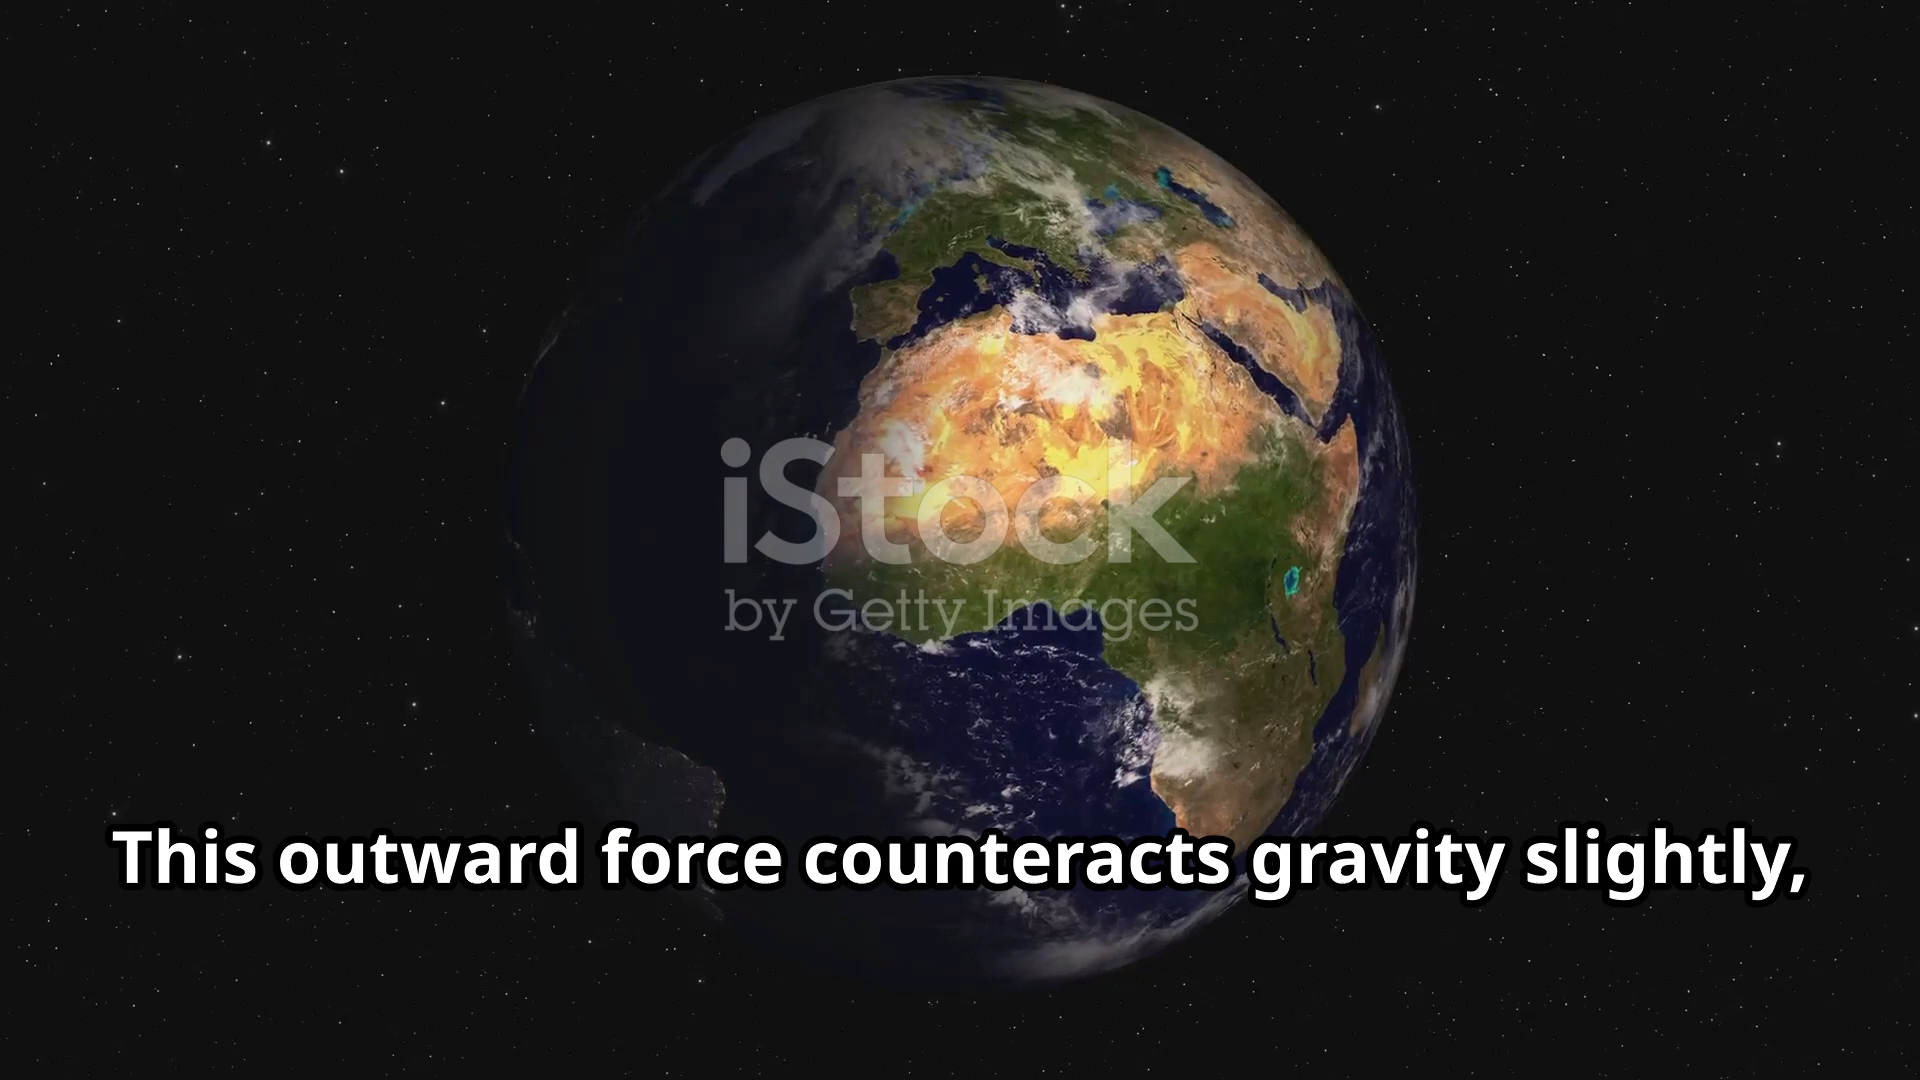 iStock
by Getty Images
This outward force counteracts gravity slightly,